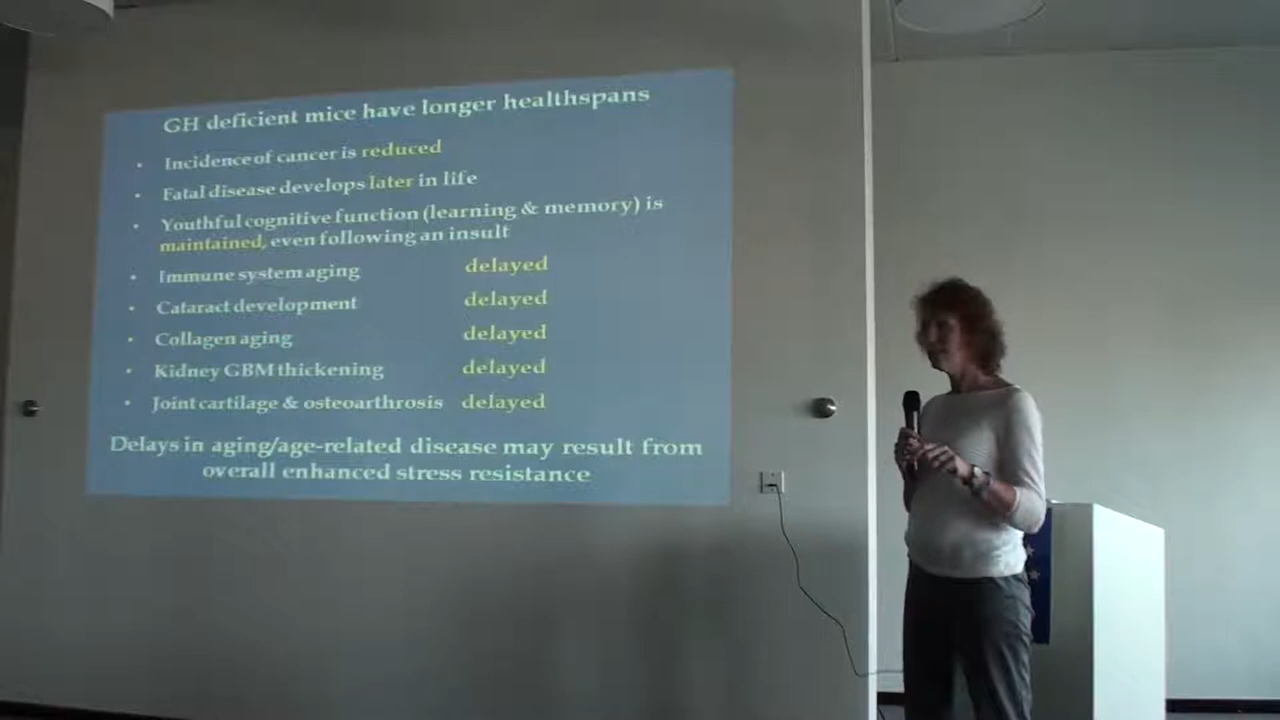 GH deficient mice have longer healthspans
• Incidence of cancer is reduced
• Fatal disease develops later in life
• Youthful cognitive function (learning & memory) is
maintained, even following an insult
• Immune system aging delayed
• Cataract development delayed
• Collagen aging delayed
• Kidney GBM thickening delayed
• Joint cartilage & osteoarthrosis delayed
Delays in aging/age-related disease may result from
overall enhanced stress resistance